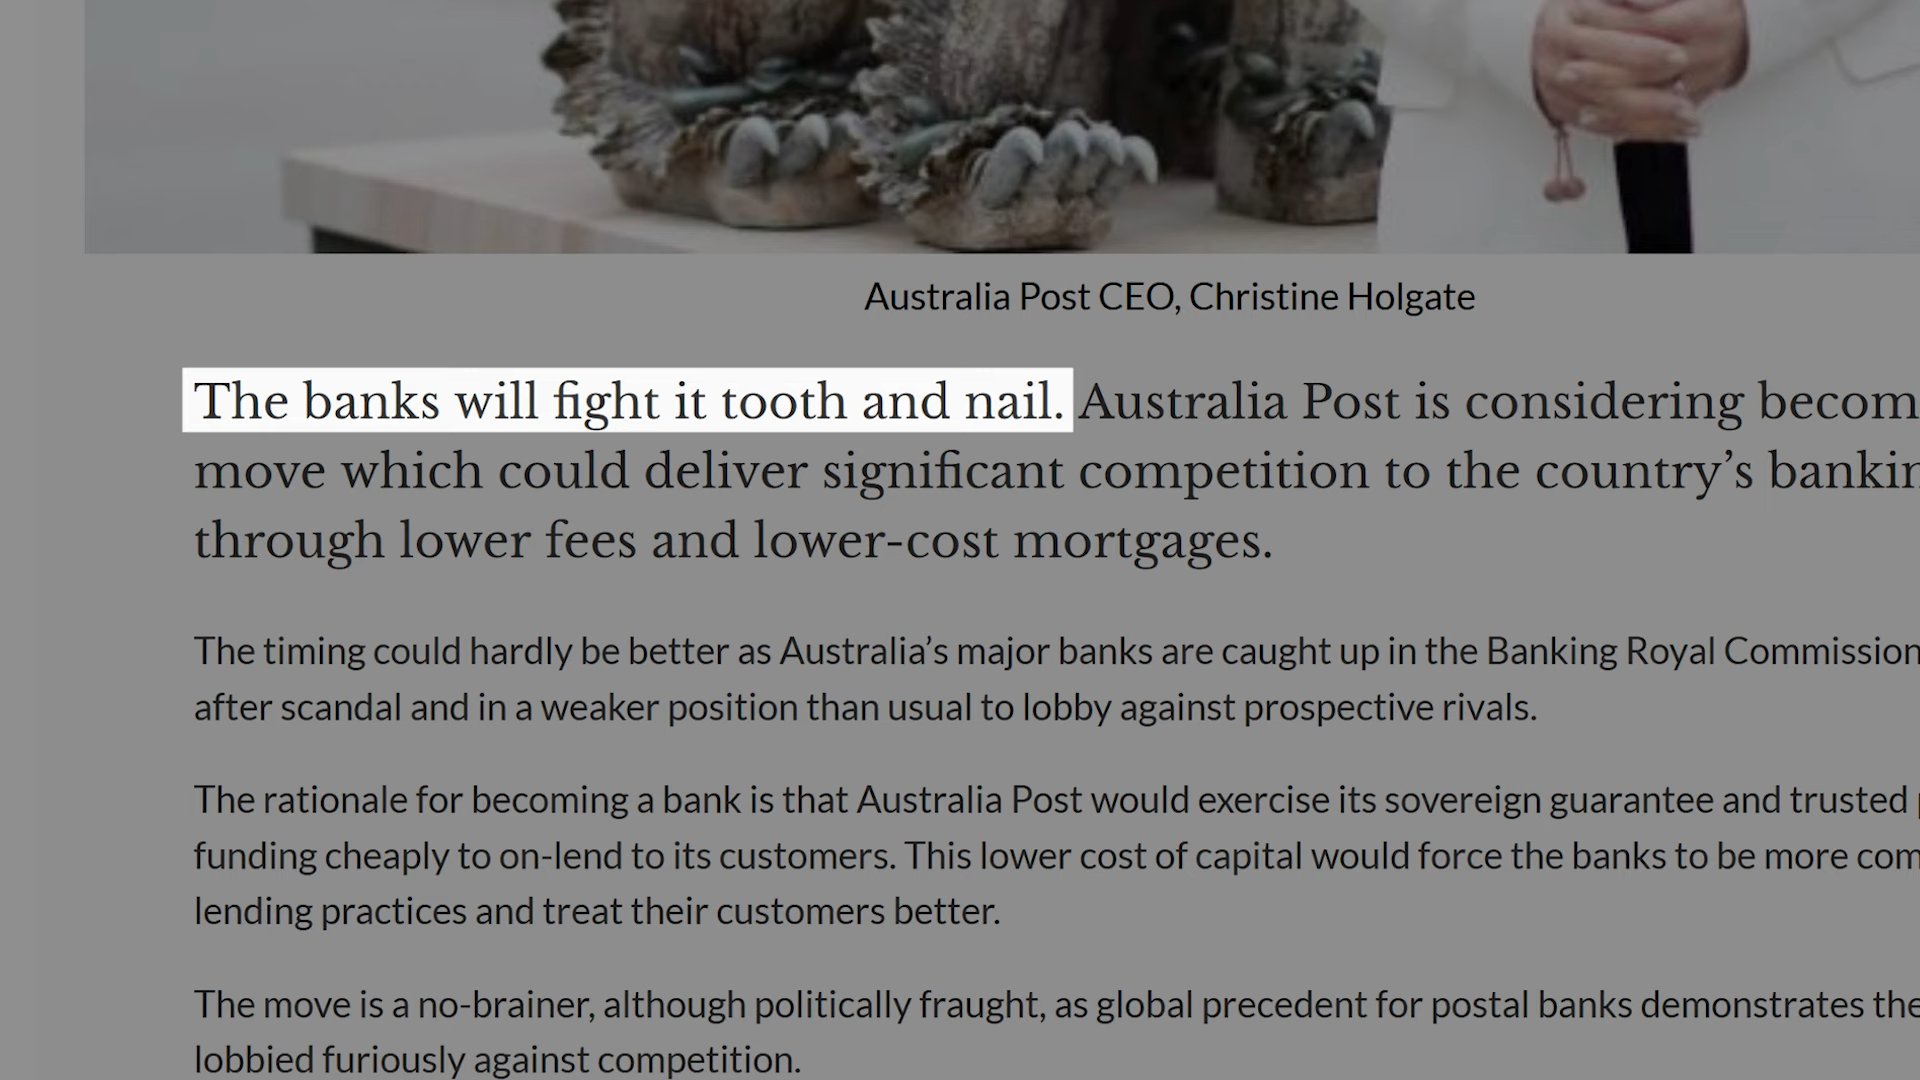 Australia Post CEO, Christine Holgate
The banks will fight it tooth and nail. Australia Post is considering becom
move which could deliver significant competition to the country’s bankin
through lower fees and lower-cost mortgages.
The timing could hardly be better as Australia’s major banks are caught up in the Banking Royal Commission
after scandal and in a weaker position than usual to lobby against prospective rivals.
The rationale for becoming a bank is that Australia Post would exercise its sovereign guarantee and trusted
funding cheaply to on-lend to its customers. This lower cost of capital would force the banks to be more com
lending practices and treat their customers better.
The move is a no-brainer, although politically fraught, as global precedent for postal banks demonstrates the
lobbied furiously against competition.